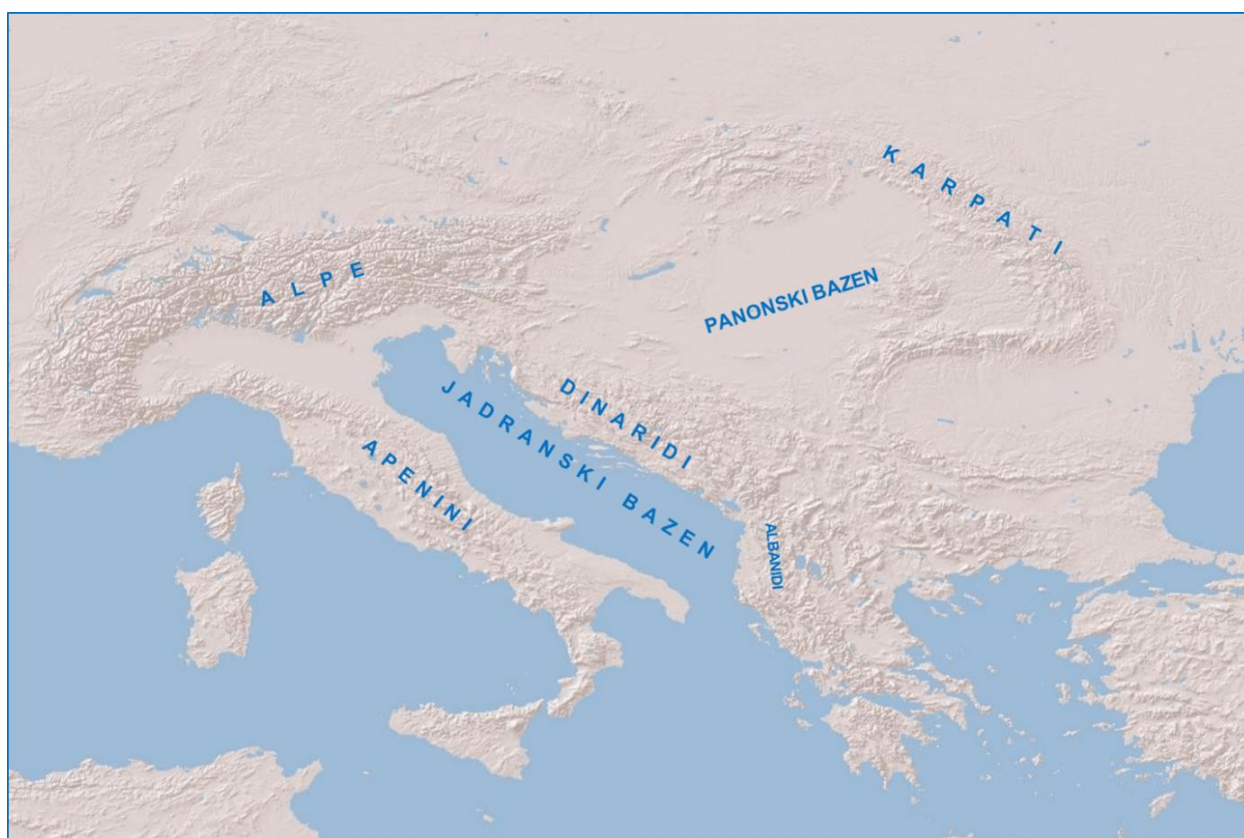 KARPATI
ALPE
PANONSKI BAZEN
DINARIDI
JADRANSKI BAZEN
APENINI
ALBANIDI